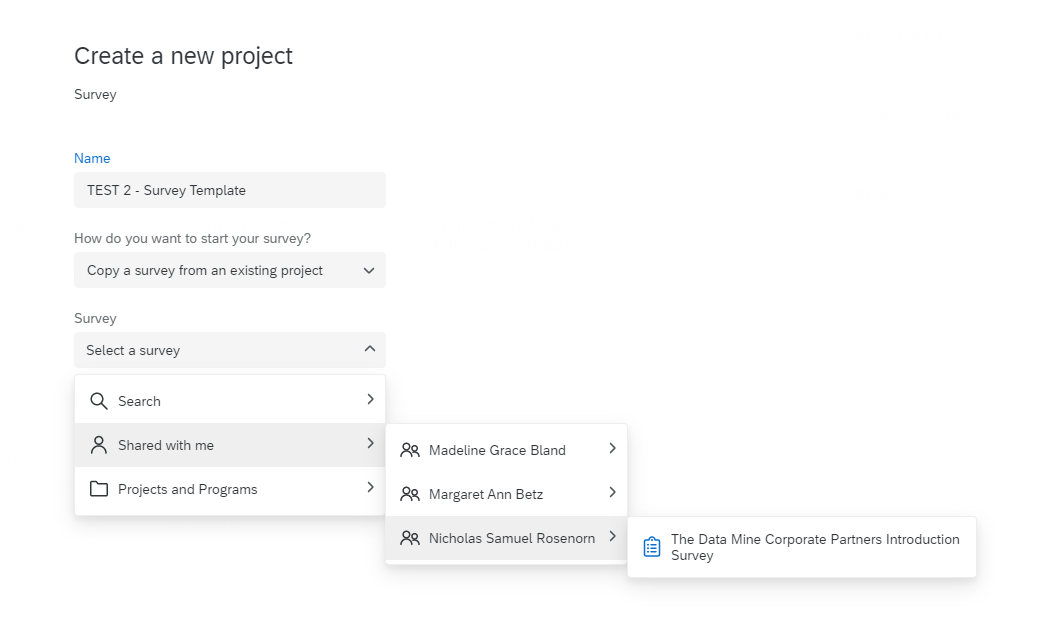 Create a new project
Survey
Name
TEST 2 - Survey Template
How do you want to start your survey?
Copy a survey from an existing project
Survey
Select a survey
Search
Shared with me
Projects and Programs
Madeline Grace Bland
Margaret Ann Betz
Nicholas Samuel Rosenorn
The Data Mine Corporate Partners Introduction
Survey